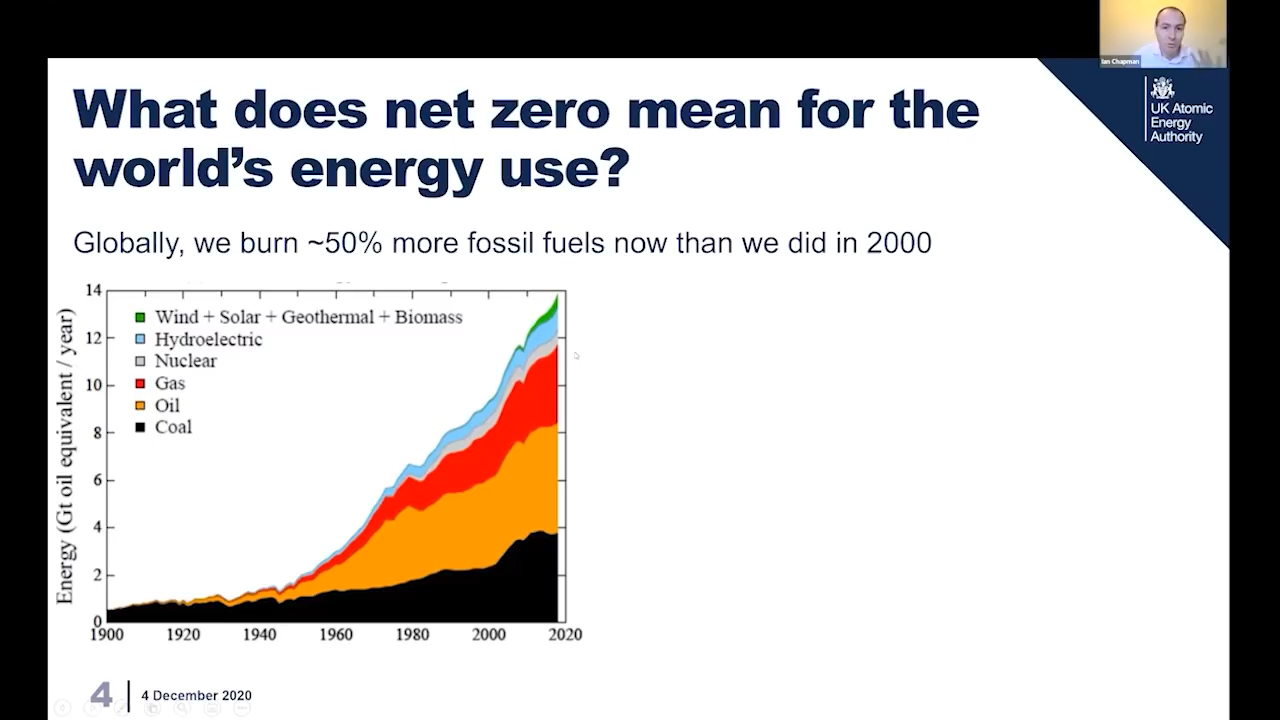 Ian Chapman
UK Atomic
Energy
Authority
What does net zero mean for the
world's energy use?
Globally, we burn ~50% more fossil fuels now than we did in 2000
Energy (Gt oil equivalent / year)
14
12
10
8
6
4
2
0
Wind + Solar + Geothermal + Biomass
Hydroelectric
Nuclear
Gas
Oil
Coal
1900 1920 1940 1960 1980 2000 2020
4 4 December 2020